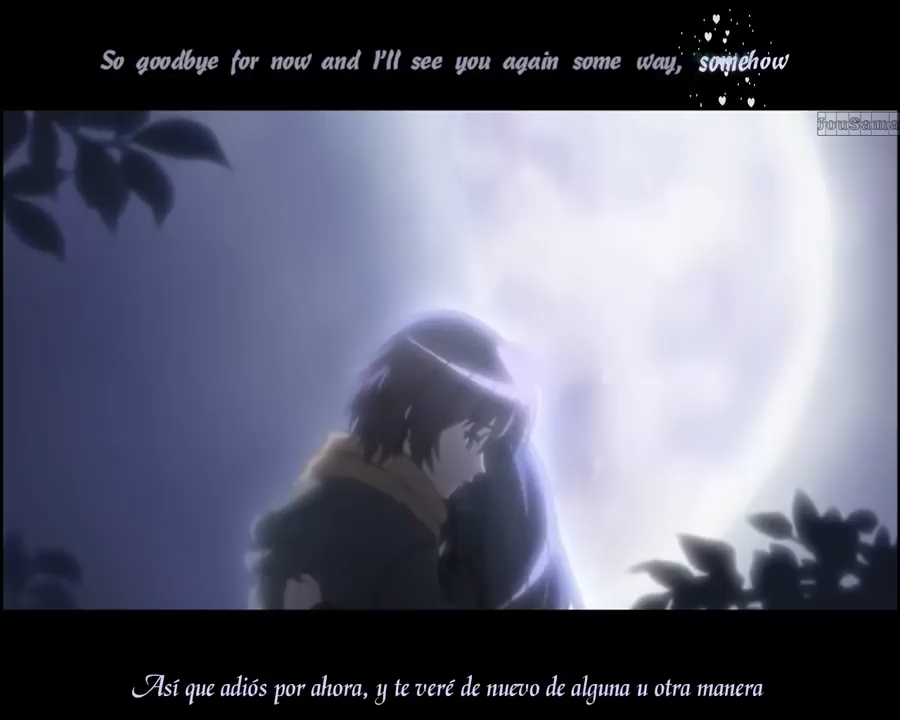 So goodbye for now and I'll see you again some way, somehow
jouSama
Así que adiós por ahora, y te veré de nuevo de alguna u otra manera